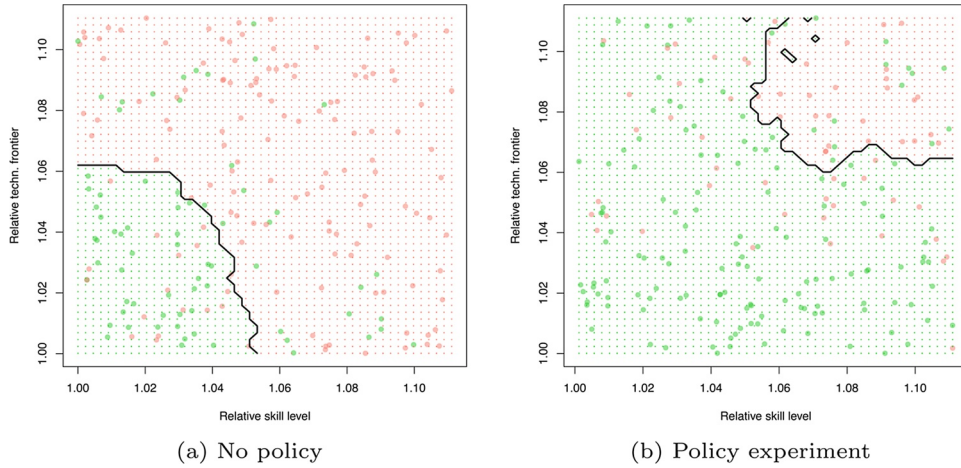 1.10
1.08
1.06
1.04
1.02
1.00
Relative techn. frontier
1.00 1.02 1.04 1.06 1.08 1.10
Relative skill level
(a) No policy
1.10
1.08
1.06
1.04
1.02
1.00
Relative techn. frontier
1.00 1.02 1.04 1.06 1.08 1.10
Relative skill level
(b) Policy experiment